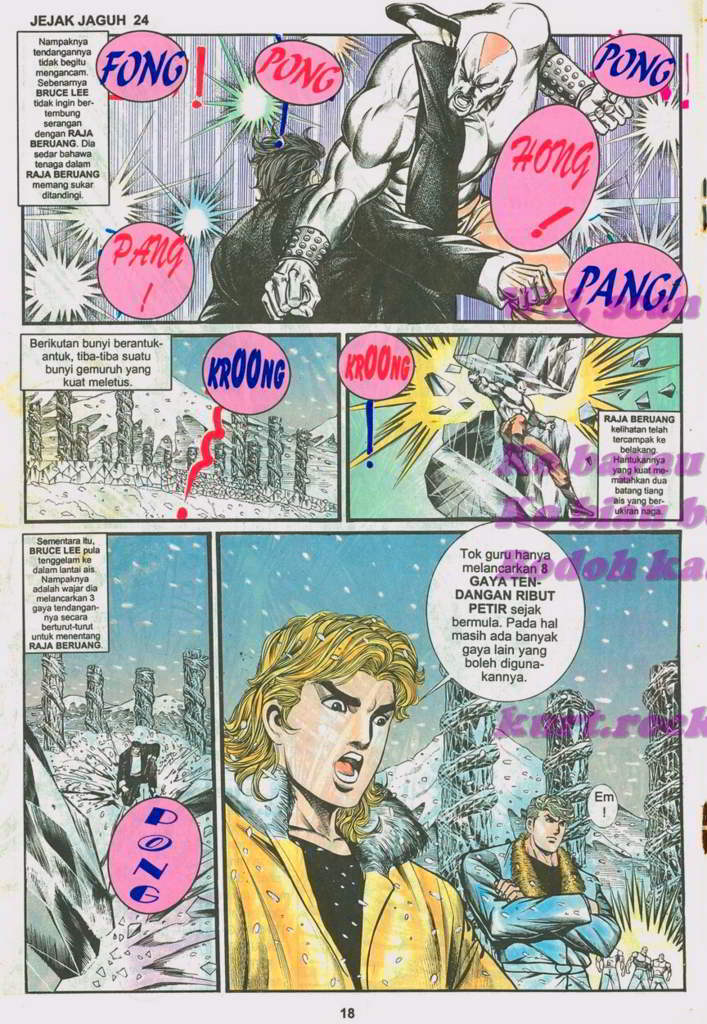 JEJAK JAGUH 24
Nampaknya
tendangannya
tidak begitu
mengancam.
Sebenarnya
BRUCE LEE
tidak ingin ber-
tembung
serangan
dengan RAJA
BERUANG. Dia
sedar bahawa
tenaga dalam
RAJA BERUANG
memang sukar
ditandingi.
FONG
!
PONG
!
PONG
!
HONG
!
PANG
!
PANG!
Berikutan bunyi berantuk-
antuk, tiba-tiba suatu
bunyi gemuruh yang
kuat meletus.
KROONG
KROONG
!
RAJA BERUANG
kelihatan telah
tercampak ke
belakang.
Hantukannya
yang kuat me-
matahkan dua
batang tiang
ais yang ber-
ukiran naga.
Sementara itu,
BRUCE LEE pula
tenggelam ke
dalam lantai ais.
Nampaknya
adalah wajar dia
melancarkan 3
gaya tendangan-
nya secara
berturut-turut
untuk menentang
RAJA BERUANG.
PONG
Tok guru hanya
melancarkan 8
GAYA TEN-
DANGAN RIBUT
PETIR sejak
bermula. Pada hal
masih ada banyak
gaya lain yang
boleh diguna-
kannya.
Em
!
kurt.rock
18